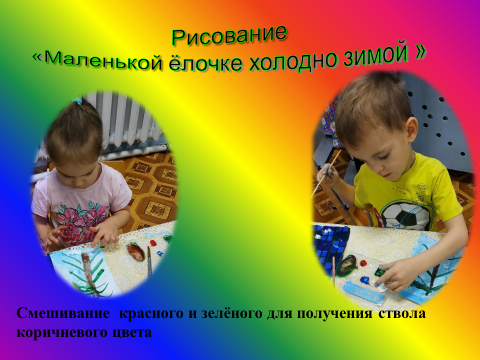 Рисование
«Маленькой ёлочке холодно зимой »
Смешивание красного и зелёного для получения ствола
коричневого цвета